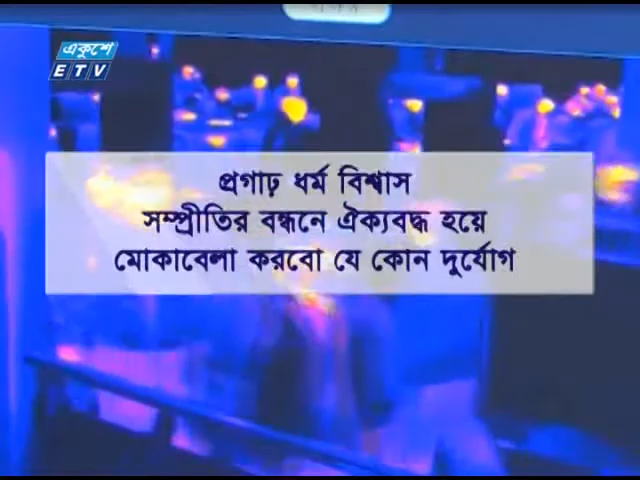 একুশে
ETV
প্রগাঢ় ধর্ম বিশ্বাস
সম্প্রীতির বন্ধনে ঐক্যবদ্ধ হয়ে
মোকাবেলা করবো যে কোন দুর্যোগ